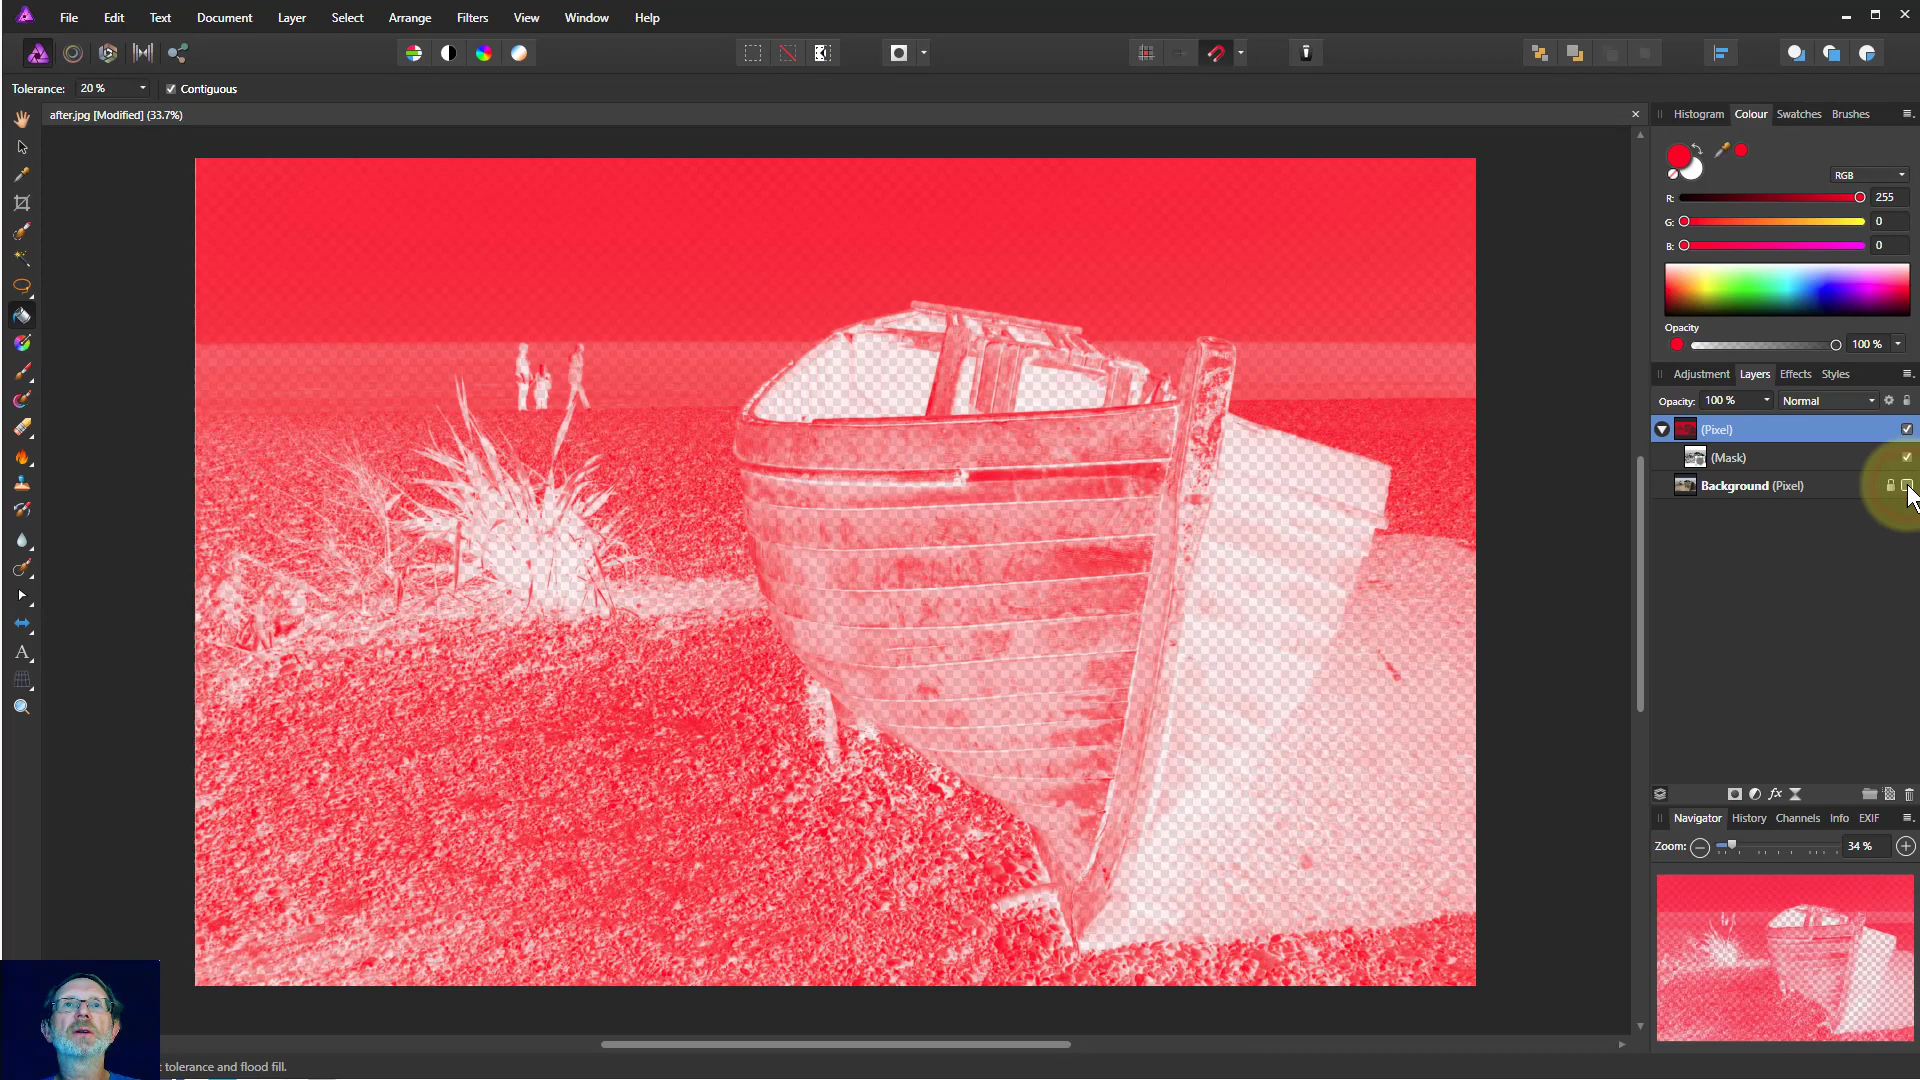 File Edit Text Document Layer Select Arrange Filters View Window Help
Tolerance: 20 % Contiguous
after.jpg [Modified] (33.7%)
Histogram Colour Swatches Brushes
RGB
R: 255
G: 0
B: 0
Opacity
100 %
Adjustment Layers Effects Styles
Opacity: 100 % Normal
(Pixel)
(Mask)
Background (Pixel)
fx
Navigator History Channels Info EXIF
Zoom: 34 %
A
tolerance and flood fill.